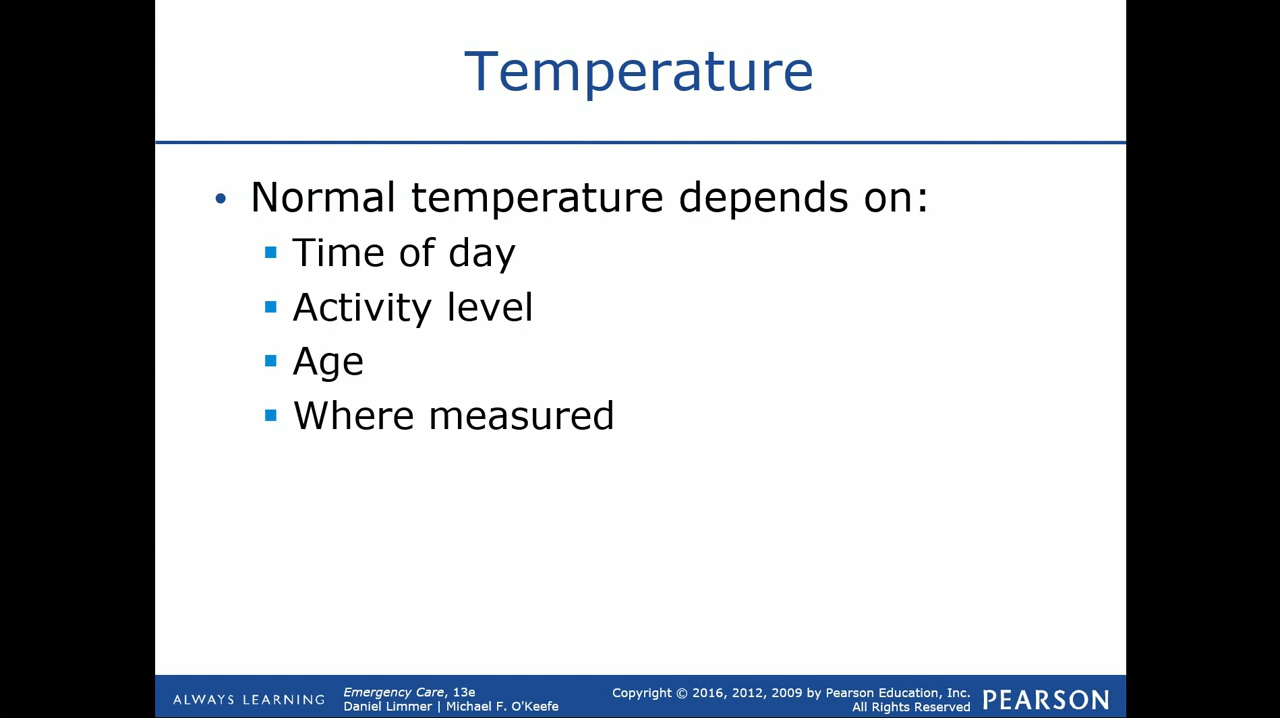 Temperature
• Normal temperature depends on:
▪ Time of day
▪ Activity level
▪ Age
▪ Where measured
ALWAYS LEARNING
Emergency Care, 13e
Daniel Limmer | Michael F. O'Keefe
Copyright © 2016, 2012, 2009 by Pearson Education, Inc.
All Rights Reserved
PEARSON